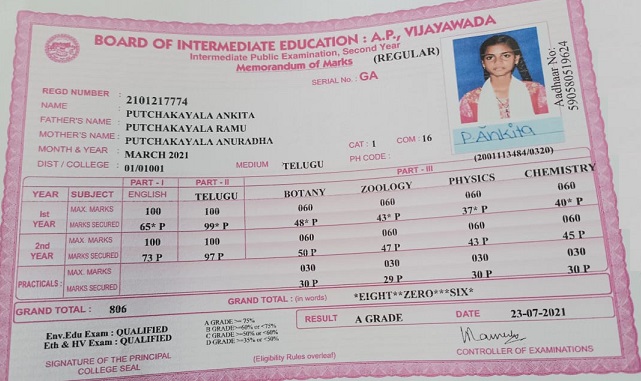 BOARD OF INTERMEDIATE EDUCATION : A.P., VIJAYAWADA
Intermediate Public Examination, Second Year
(REGULAR)
Memorandum of Marks
SERIAL No. : GA
REGD NUMBER : 2101217774
NAME : PUTCHAKAYALA ANKITA
FATHER'S NAME : PUTCHAKAYALA RAMU
MOTHER'S NAME : PUTCHAKAYALA ANURADHA
MONTH & YEAR : MARCH 2021
CAT : 1 COM : 16
DIST / COLLEGE : 01/01001 MEDIUM TELUGU PH CODE :
P. Ankita
(2001113484/0320)
Aadhaar No:
590580519624
PART - I PART - II PART - III
YEAR SUBJECT ENGLISH TELUGU BOTANY ZOOLOGY PHYSICS CHEMISTRY
1st YEAR MAX. MARKS 100 100 060 060 060 060
MARKS SECURED 65* P 99* P 48* P 43* P 37* P 40* P
2nd YEAR MAX. MARKS 100 100 060 060 060 060
MARKS SECURED 73 P 97 P 50 P 47 P 43 P 45 P
PRACTICALS : MAX. MARKS 030 030 030 030
MARKS SECURED 30 P 29 P 30 P 30 P
GRAND TOTAL : 806 GRAND TOTAL : (in words) *EIGHT**ZERO***SIX*
Env.Edu Exam : QUALIFIED
Eth & HV Exam : QUALIFIED
A GRADE >= 75%
B GRADE >=60% or <75%
C GRADE >=50% or <60%
D GRADE >=35% or <50%
RESULT A GRADE DATE 23-07-2021
SIGNATURE OF THE PRINCIPAL
COLLEGE SEAL
(Eligibility Rules overleaf)
CONTROLLER OF EXAMINATIONS